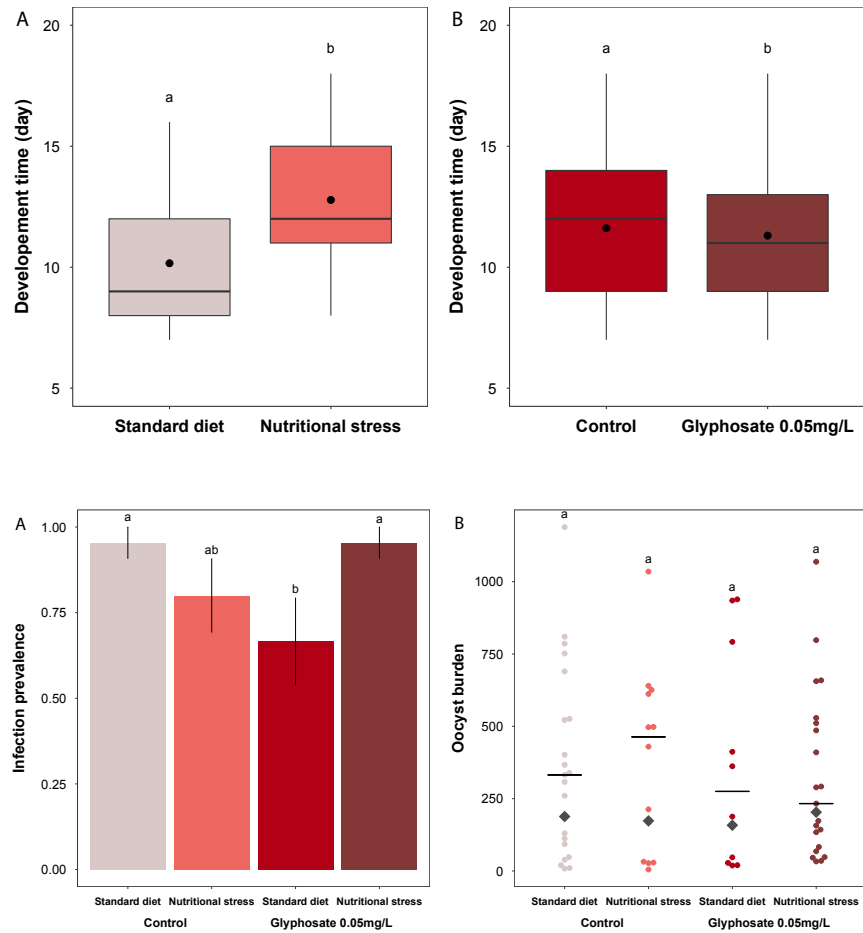 A
Developement time (day)
20
15
10
5
a
b
Standard diet
Nutritional stress
B
Developement time (day)
20
15
10
5
a
b
Control
Glyphosate 0.05mg/L
A
Infection prevalence
1.00
0.75
0.50
0.25
0.00
a
ab
b
a
Standard diet
Nutritional stress
Standard diet
Nutritional stress
Control
Glyphosate 0.05mg/L
B
Oocyst burden
1000
750
500
250
0
a
a
a
a
Standard diet
Nutritional stress
Standard diet
Nutritional stress
Control
Glyphosate 0.05mg/L